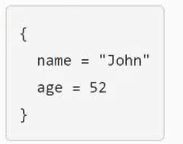 {
name = "John"
age = 52
}